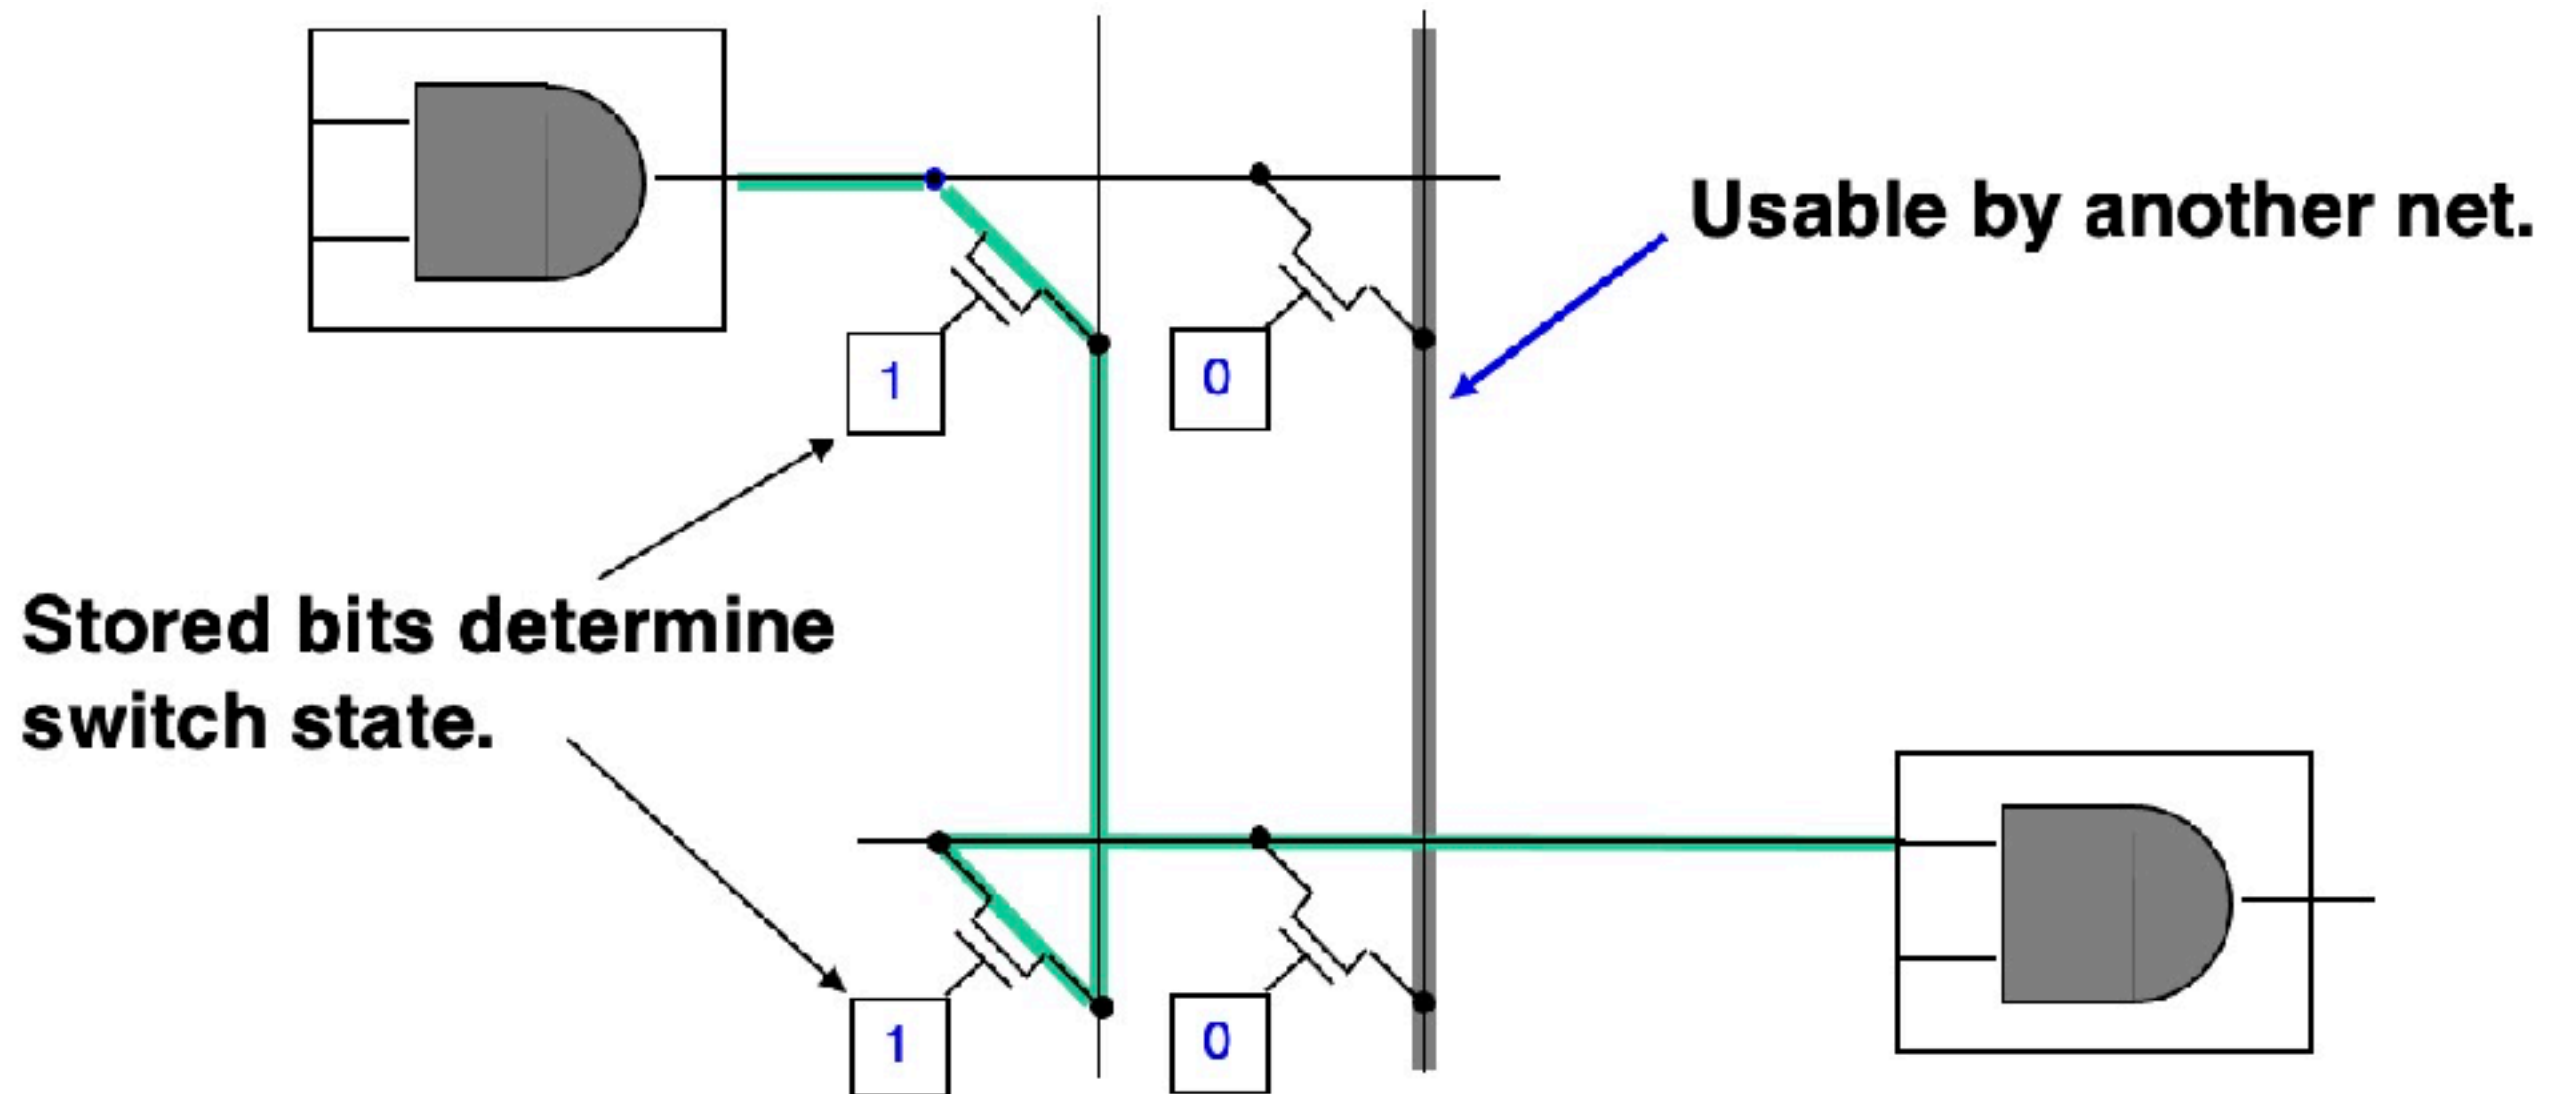 Usable by another net.
1
0
Stored bits determine
switch state.
1
0